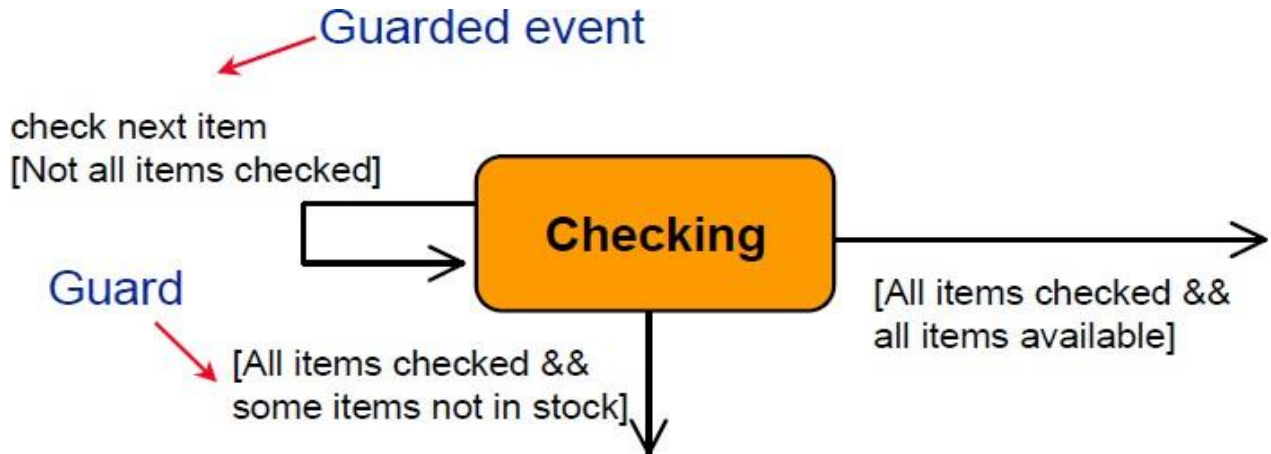 Guarded event
check next item
[Not all items checked]
Checking
Guard
[All items checked &&
some items not in stock]
[All items checked &&
all items available]